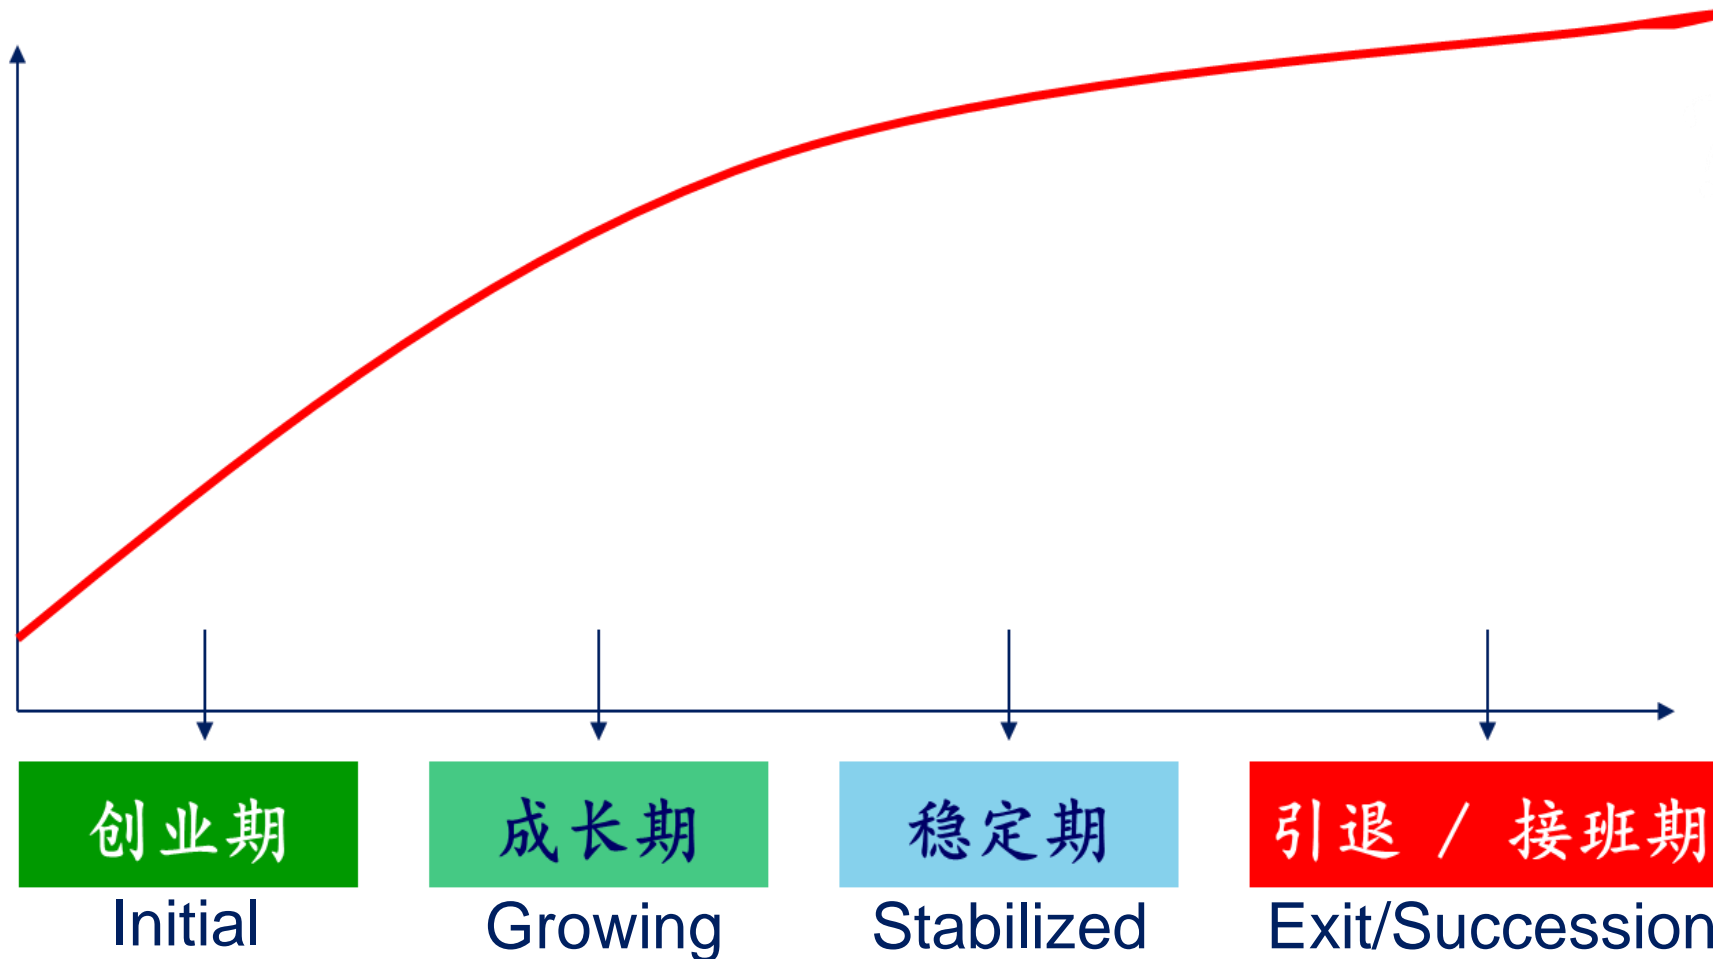 创业期
成长期
稳定期
引退 / 接班期
Initial
Growing
Stabilized
Exit/Succession